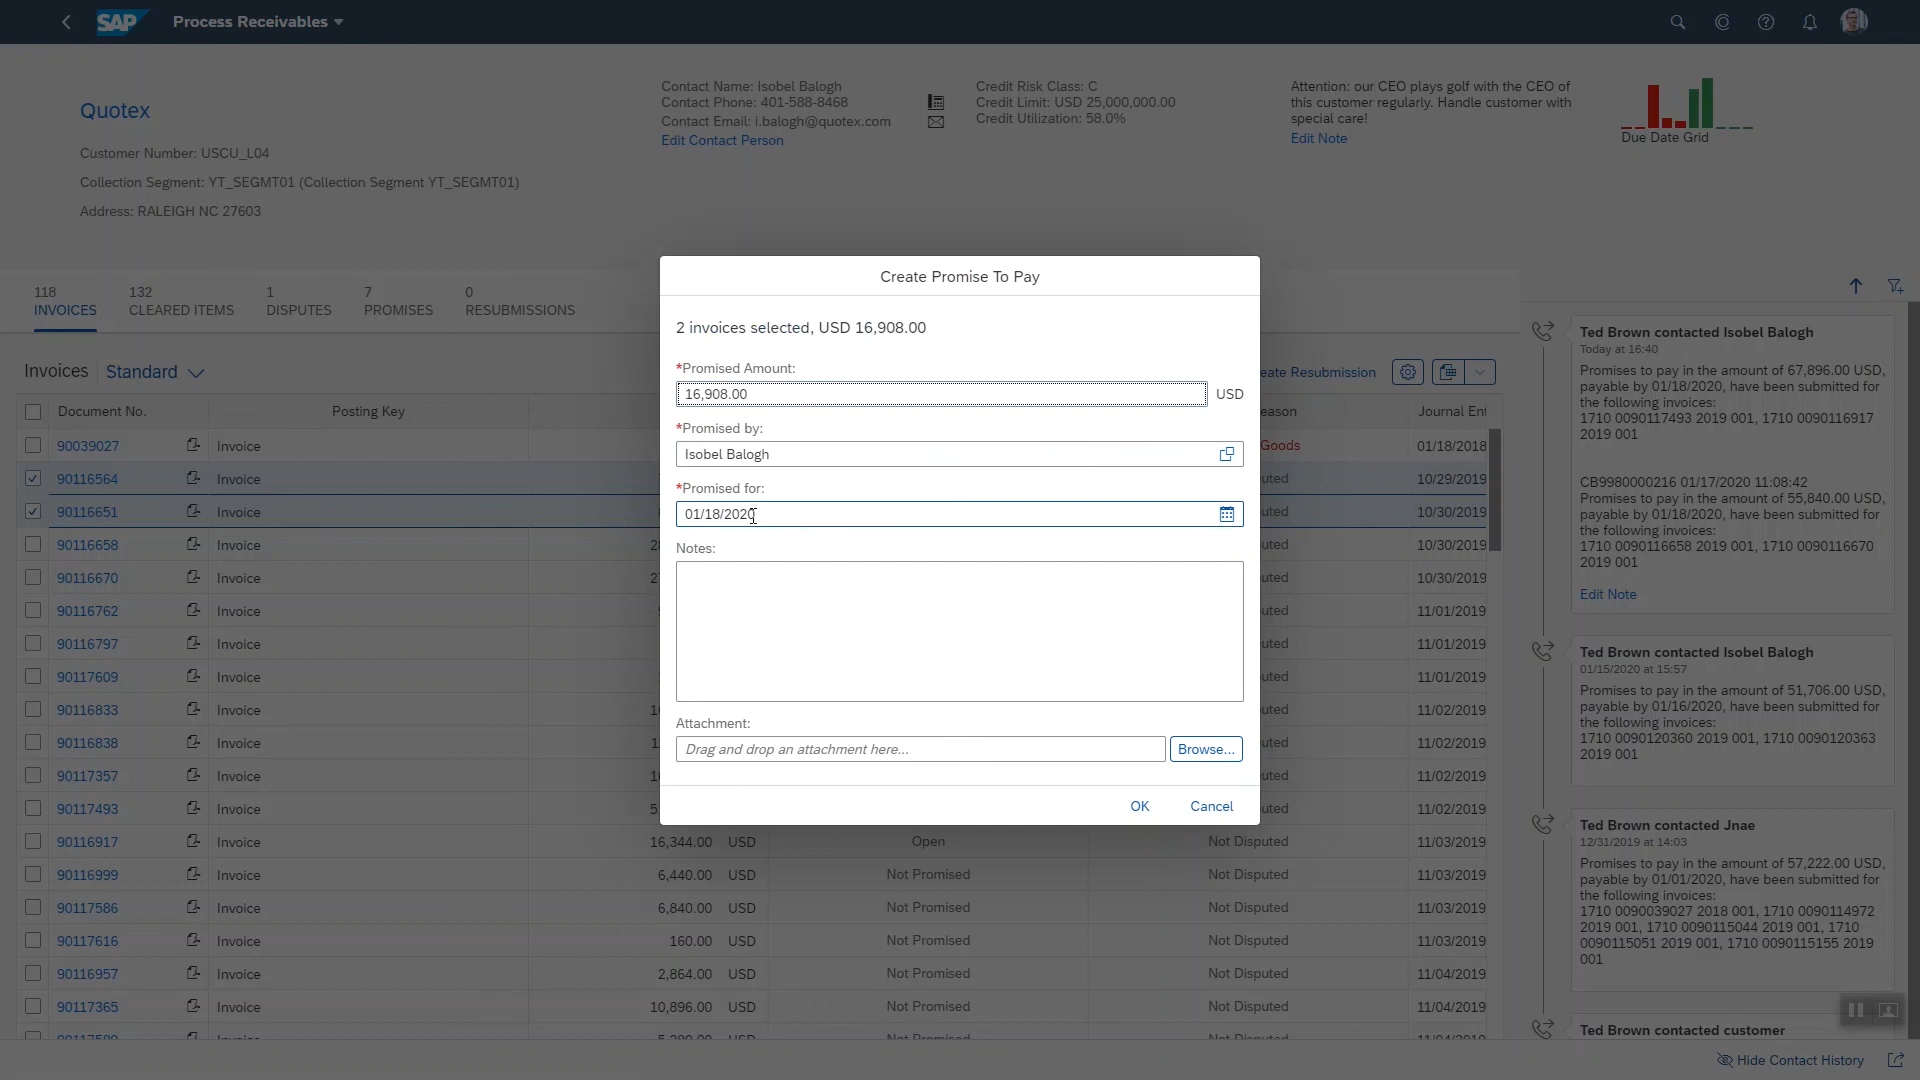 SAP Process Receivables
Quotex
Customer Number: USCU_L04
Collection Segment: YT_SEGMT01 (Collection Segment YT_SEGMT01)
Address: RALEIGH NC 27603
Contact Name: Isobel Balogh
Contact Phone: 401-588-8468
Contact Email: i.balogh@quotex.com
Edit Contact Person
Credit Risk Class: C
Credit Limit: USD 25,000,000.00
Credit Utilization: 58.0%
Attention: our CEO plays golf with the CEO of
this customer regularly. Handle customer with
special care!
Edit Note
Due Date Grid
118 132 1 7 0
INVOICES CLEARED ITEMS DISPUTES PROMISES RESUBMISSIONS
Invoices Standard
eate Resubmission
Document No. Posting Key eason Journal Ent
90039027 Invoice Goods 01/18/2018
90116564 Invoice uted 10/29/2019
90116651 Invoice uted 10/30/2019
90116658 Invoice 28 uted 10/30/2019
90116670 Invoice 27 uted 10/30/2019
90116762 Invoice uted 11/01/2019
90116797 Invoice uted 11/01/2019
90117609 Invoice uted 11/01/2019
90116833 Invoice uted 11/02/2019
90116838 Invoice uted 11/02/2019
90117357 Invoice uted 11/02/2019
90117493 Invoice uted 11/02/2019
90116917 Invoice 16,344.00 USD Open Not Disputed 11/03/2019
90116999 Invoice 6,440.00 USD Not Promised Not Disputed 11/03/2019
90117586 Invoice 6,840.00 USD Not Promised Not Disputed 11/03/2019
90117616 Invoice 160.00 USD Not Promised Not Disputed 11/03/2019
90116957 Invoice 2,864.00 USD Not Promised Not Disputed 11/04/2019
90117365 Invoice 10,896.00 USD Not Promised Not Disputed 11/04/2019
Create Promise To Pay
2 invoices selected, USD 16,908.00
*Promised Amount:
16,908.00 USD
*Promised by:
Isobel Balogh
*Promised for:
01/18/2020
Notes:
Attachment:
Drag and drop an attachment here...
Browse...
OK Cancel
Ted Brown contacted Isobel Balogh
Today at 16:40
Promises to pay in the amount of 67,896.00 USD,
payable by 01/18/2020, have been submitted for
the following invoices:
1710 0090117493 2019 001, 1710 0090116917
2019 001
CB9980000216 01/17/2020 11:08:42
Promises to pay in the amount of 55,840.00 USD,
payable by 01/18/2020, have been submitted for
the following invoices:
1710 0090116658 2019 001, 1710 0090116670
2019 001
Edit Note
Ted Brown contacted Isobel Balogh
01/15/2020 at 15:57
Promises to pay in the amount of 51,706.00 USD,
payable by 01/16/2020, have been submitted for
the following invoices:
1710 0090120360 2019 001, 1710 0090120363
2019 001
Ted Brown contacted Jnae
12/31/2019 at 14:03
Promises to pay in the amount of 57,222.00 USD,
payable by 01/01/2020, have been submitted for
the following invoices:
1710 0090039027 2018 001, 1710 0090114972
2019 001, 1710 0090115044 2019 001, 1710
0090115051 2019 001, 1710 0090115155 2019
001
Ted Brown contacted customer
Hide Contact History